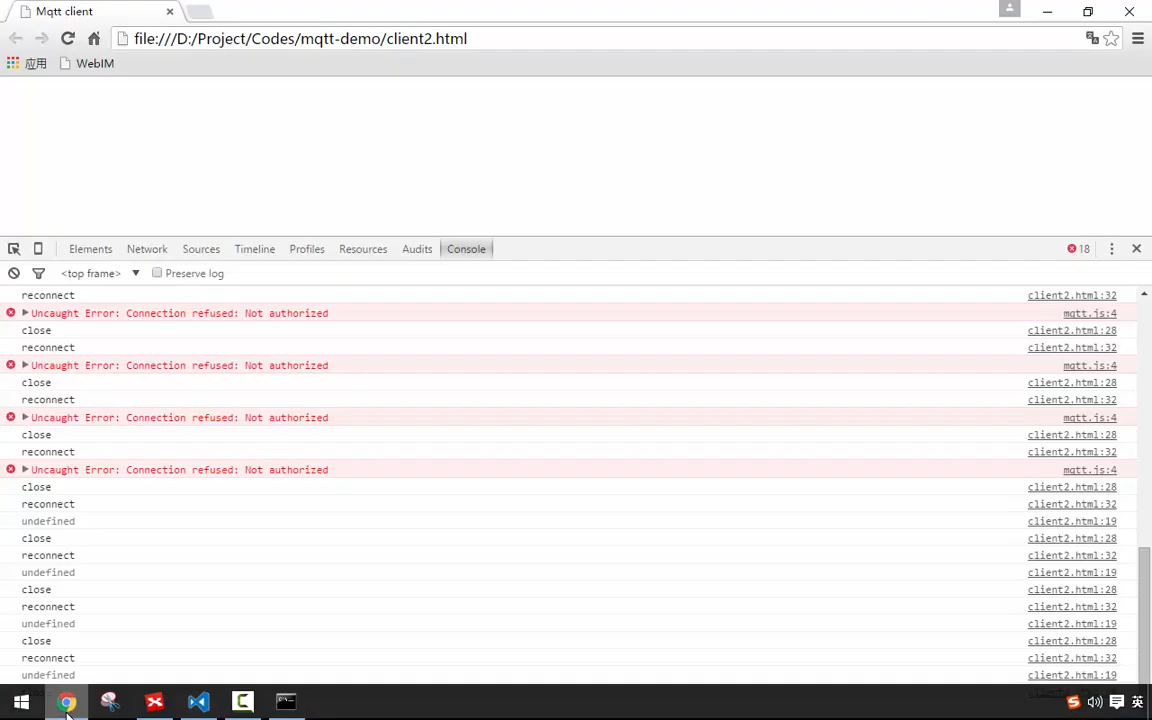 Mqtt client
file:///D:/Project/Codes/mqtt-demo/client2.html
应用 WebIM
Elements Network Sources Timeline Profiles Resources Audits Console 18
<top frame> Preserve log
reconnect client2.html:32
Uncaught Error: Connection refused: Not authorized mqtt.js:4
close client2.html:28
reconnect client2.html:32
Uncaught Error: Connection refused: Not authorized mqtt.js:4
close client2.html:28
reconnect client2.html:32
Uncaught Error: Connection refused: Not authorized mqtt.js:4
close client2.html:28
reconnect client2.html:32
Uncaught Error: Connection refused: Not authorized mqtt.js:4
close client2.html:28
reconnect client2.html:32
undefined client2.html:19
close client2.html:28
reconnect client2.html:32
undefined client2.html:19
close client2.html:28
reconnect client2.html:32
undefined client2.html:19
close client2.html:28
reconnect client2.html:32
undefined client2.html:19
英